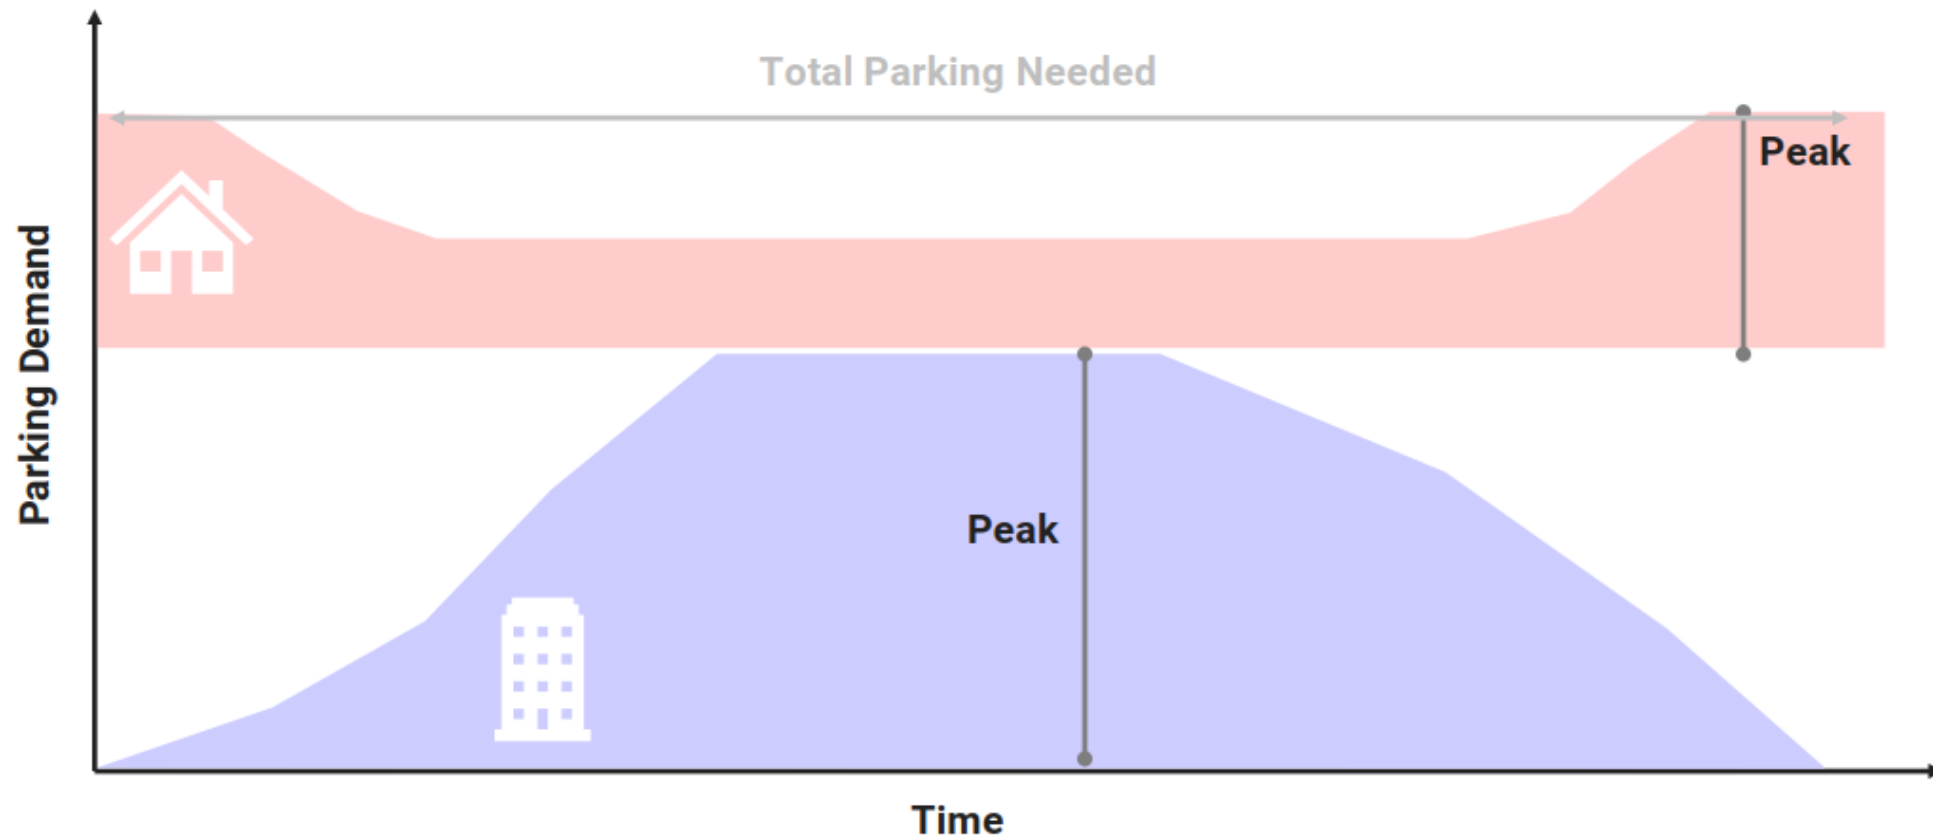 Total Parking Needed
Peak
Parking Demand
Peak
Time